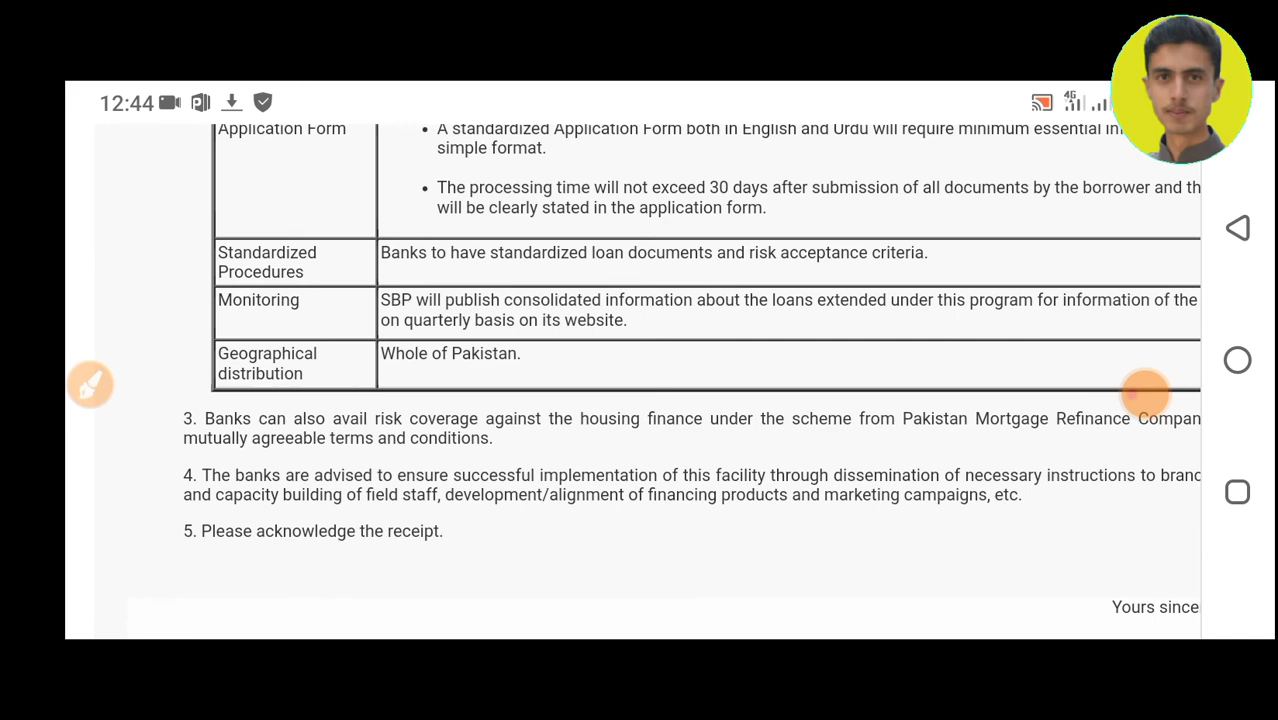 12:44
4G
Application Form
• A standardized Application Form both in English and Urdu will require minimum essential
simple format.
• The processing time will not exceed 30 days after submission of all documents by the borrower and
will be clearly stated in the application form.
Standardized
Procedures
Banks to have standardized loan documents and risk acceptance criteria.
Monitoring
SBP will publish consolidated information about the loans extended under this program for information of the
on quarterly basis on its website.
Geographical
distribution
Whole of Pakistan.
3. Banks can also avail risk coverage against the housing finance under the scheme from Pakistan Mortgage Refinance Compan
mutually agreeable terms and conditions.
4. The banks are advised to ensure successful implementation of this facility through dissemination of necessary instructions to branc
and capacity building of field staff, development/alignment of financing products and marketing campaigns, etc.
5. Please acknowledge the receipt.
Yours since